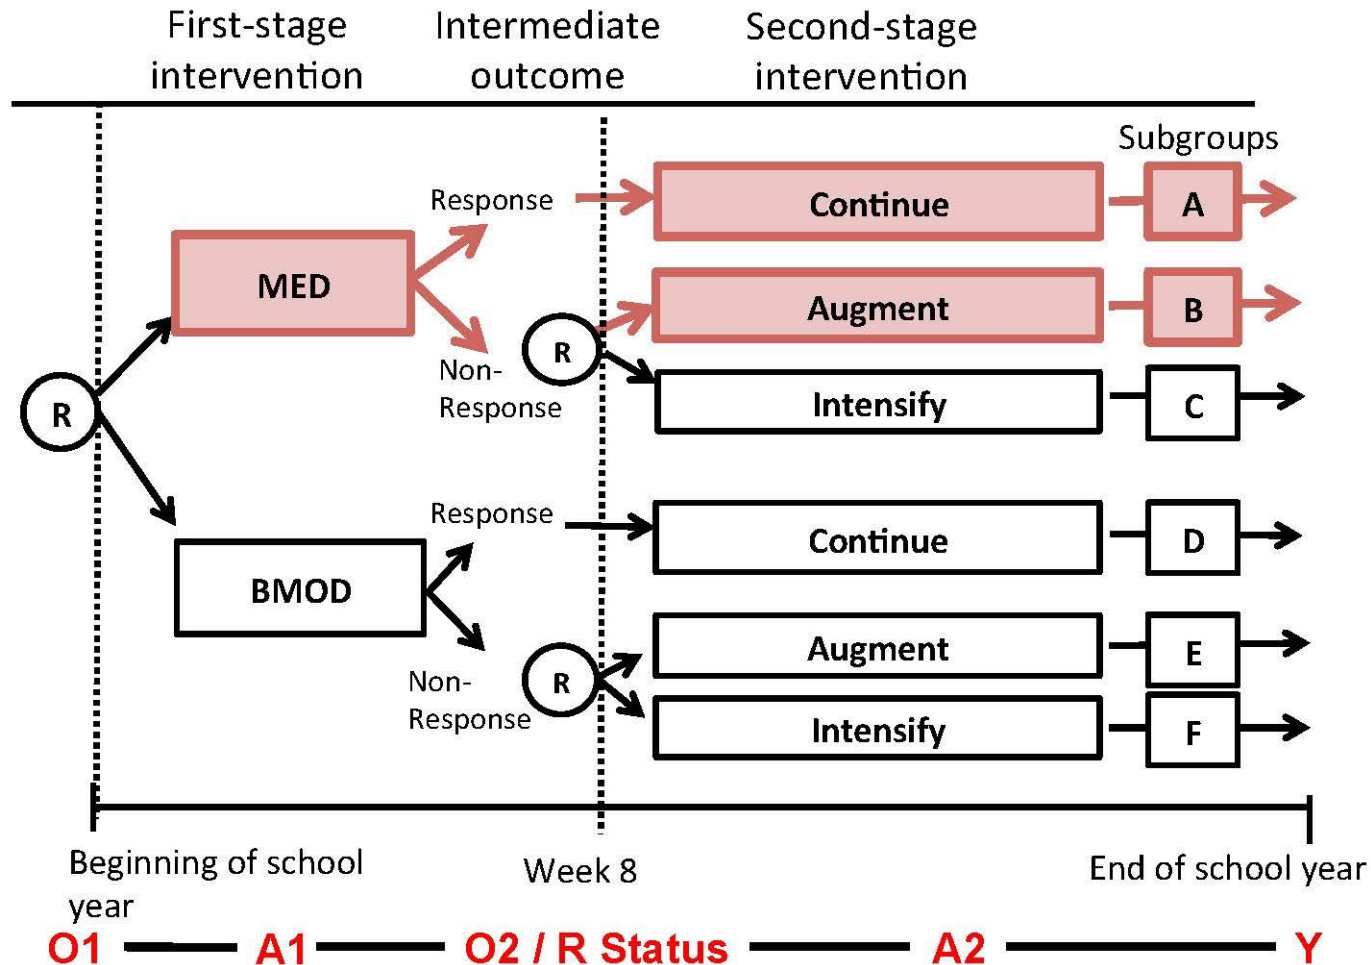 First-stage
intervention
Intermediate
outcome
Second-stage
intervention
Subgroups
Response
Continue
A
MED
Augment
B
R
Non-
Response
R
Intensify
C
Response
Continue
D
BMOD
Augment
E
Non-
Response
R
Intensify
F
Beginning of school
year
Week 8
End of school year
O1
A1
O2 / R Status
A2
Y